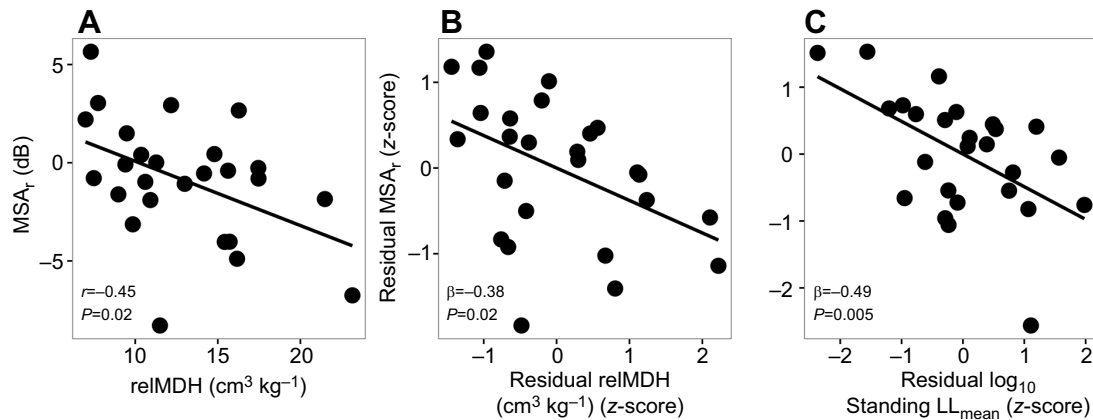 A
B
C
MSAᵣ (dB)
5
0
–5
r=–0.45
P=0.02
10
15
20
relMDH (cm³ kg⁻¹)
Residual MSAᵣ (z-score)
1
0
–1
β=–0.38
P=0.02
–1
0
1
2
Residual relMDH
(cm³ kg⁻¹) (z-score)
1
0
–1
–2
β=–0.49
P=0.005
–2
–1
0
1
2
Residual log₁₀
Standing LLmean (z-score)